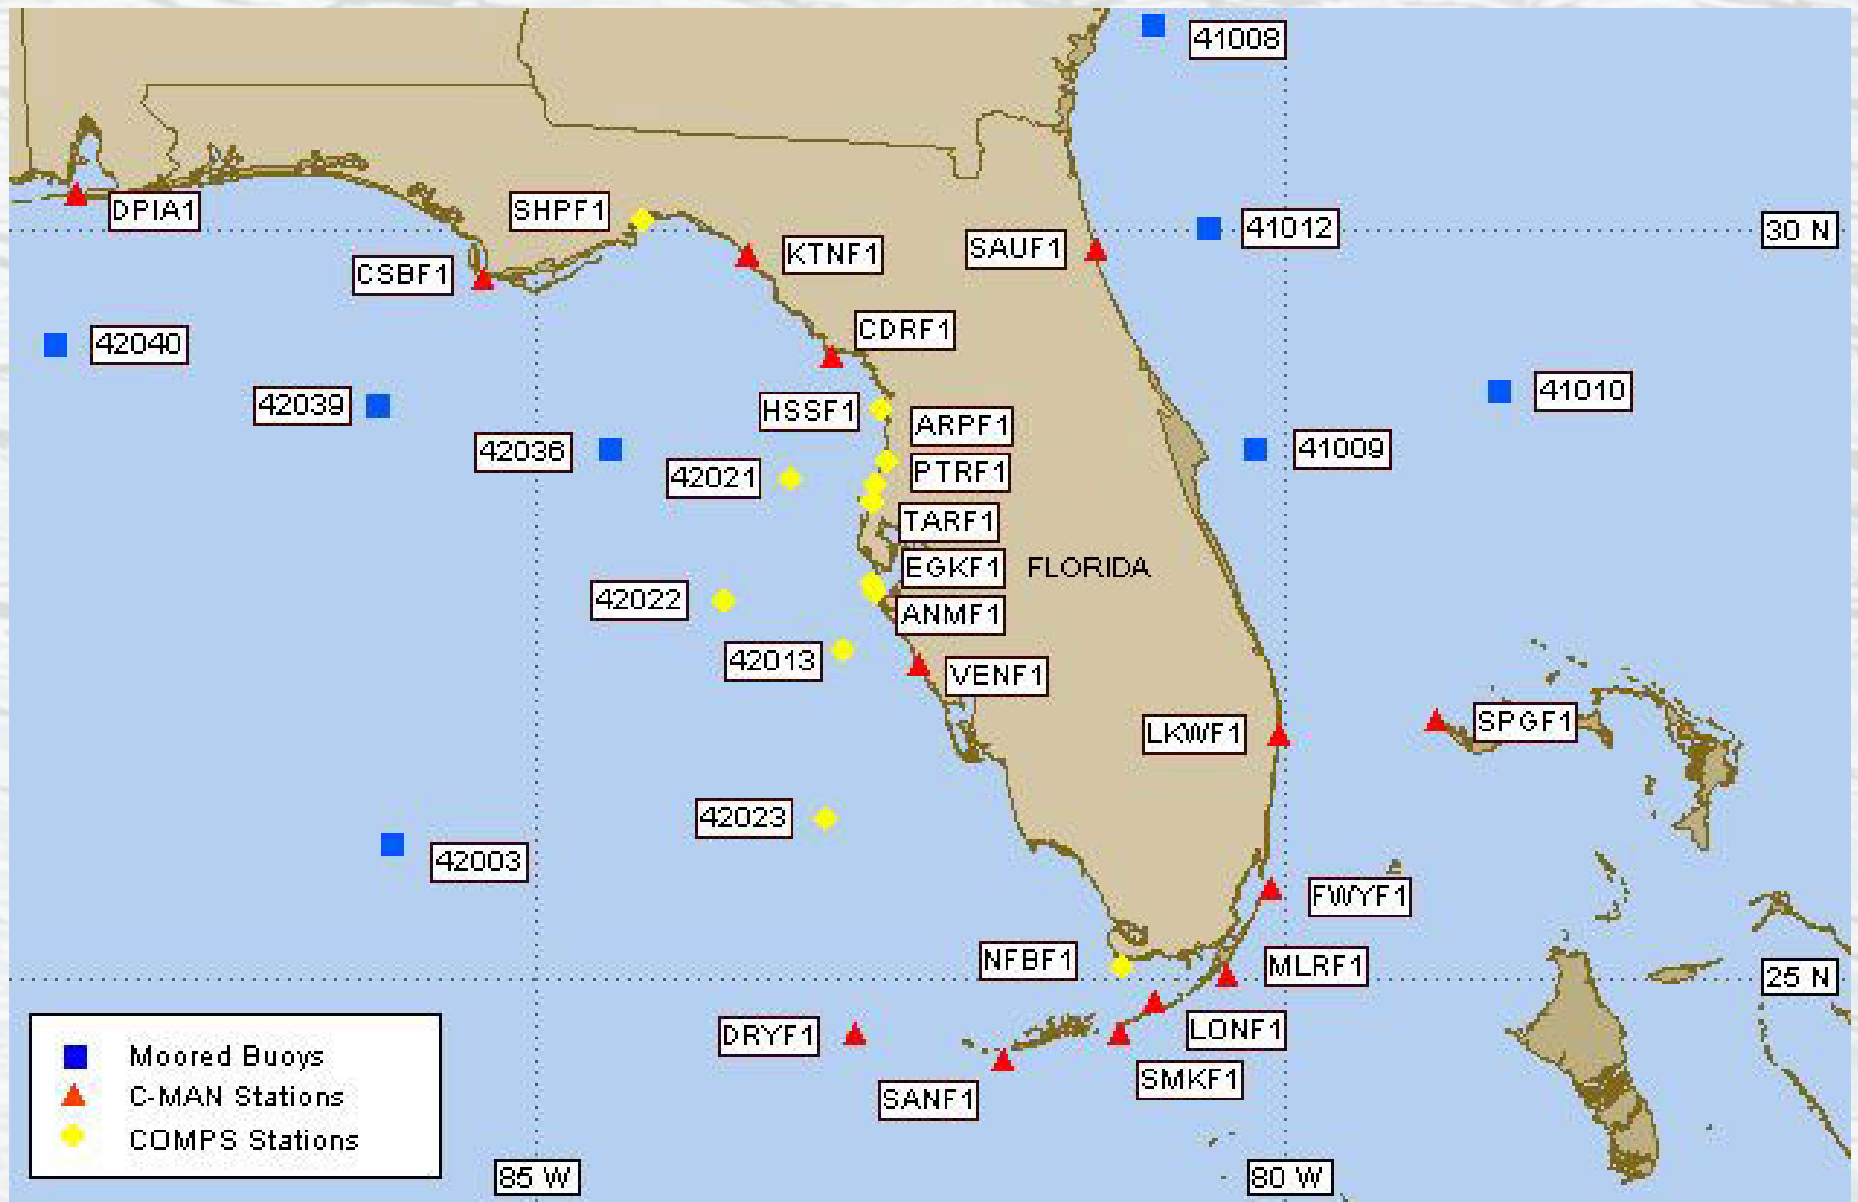 41008
DPIA1
SHPF1
41012
30 N
CSBF1
KTNF1
SAUF1
42040
CDRF1
42039
HSSF1
41010
ARPF1
42036
42021
PTRF1
41009
TARF1
EGKF1
FLORIDA
42022
ANMF1
42013
VENF1
LKWF1
SPGF1
42023
42003
FWYF1
NFBF1
MLRF1
25 N
DRYF1
LONF1
SANF1
SMKF1
Moored Buoys
C-MAN Stations
COMPS Stations
85 W
80 W